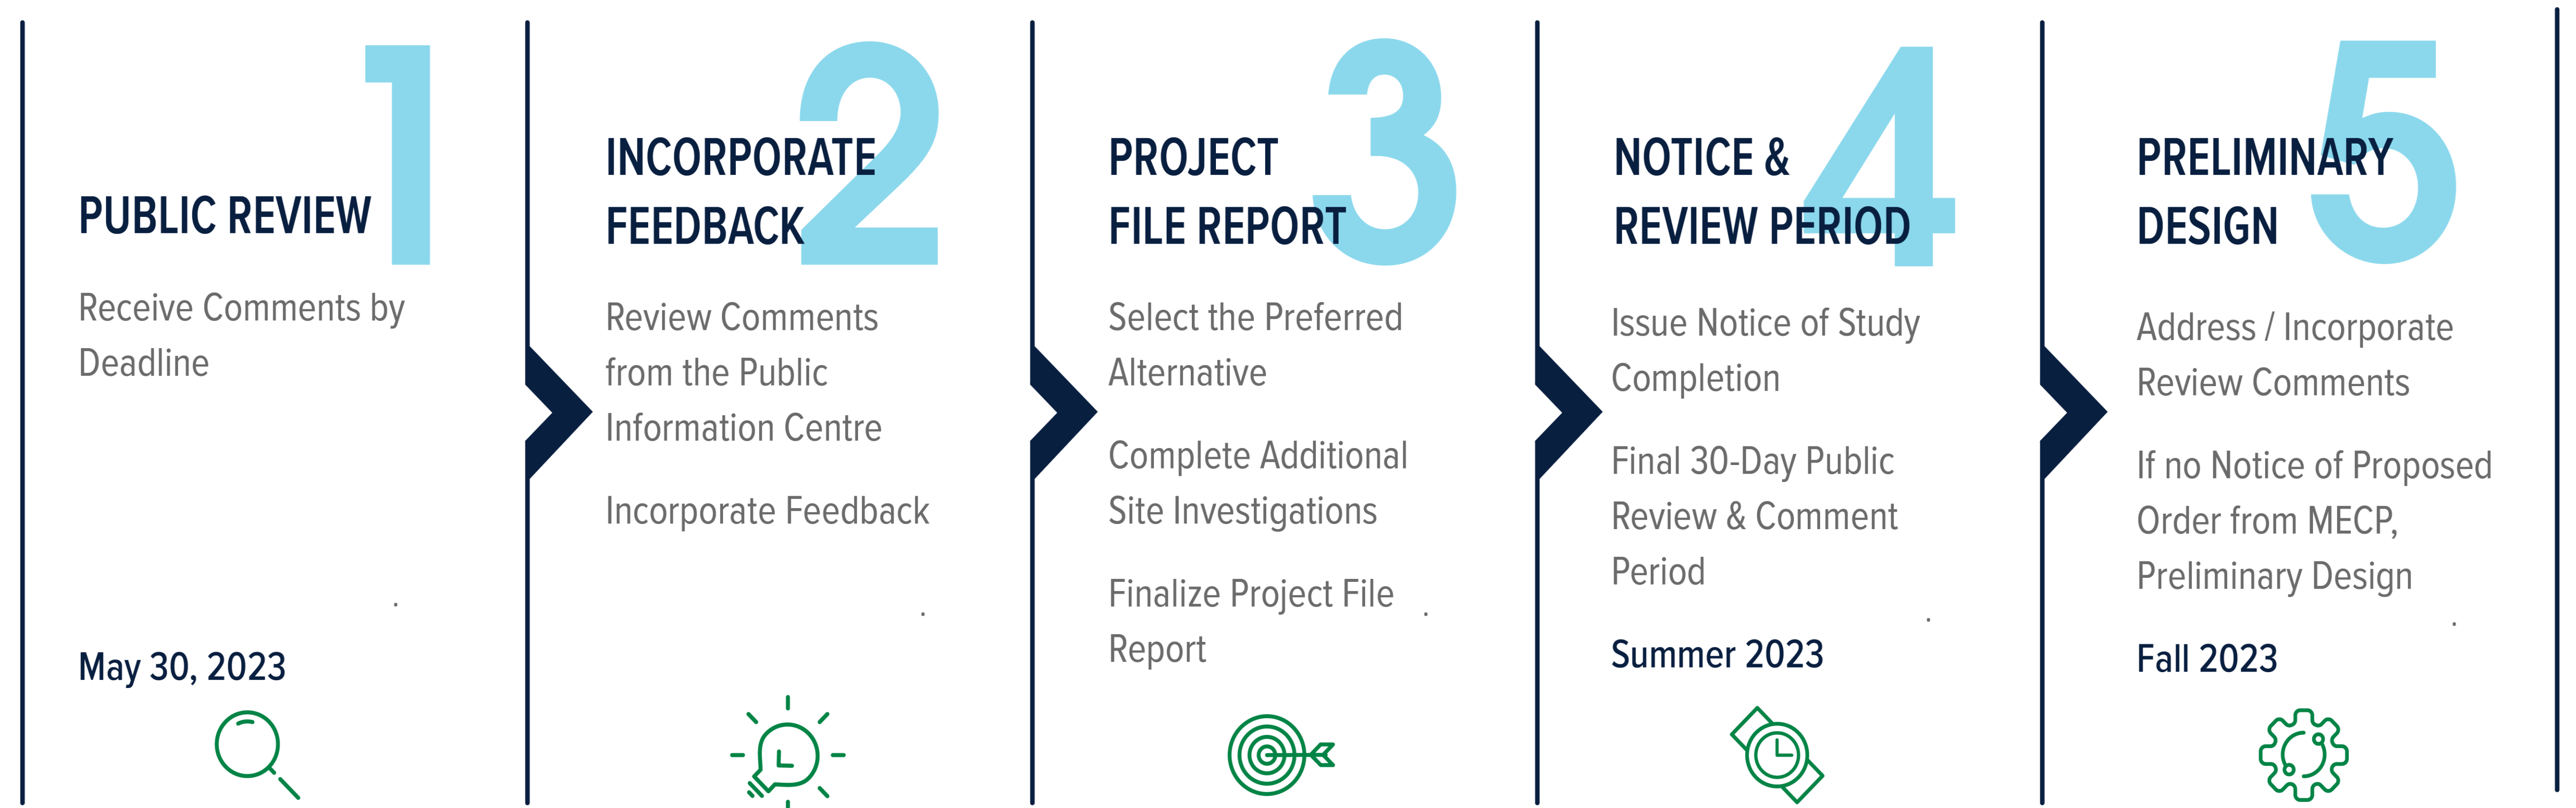 1
PUBLIC REVIEW
Receive Comments by
Deadline
May 30, 2023
2
INCORPORATE
FEEDBACK
Review Comments
from the Public
Information Centre
Incorporate Feedback
3
PROJECT
FILE REPORT
Select the Preferred
Alternative
Complete Additional
Site Investigations
Finalize Project File
Report
4
NOTICE &
REVIEW PERIOD
Issue Notice of Study
Completion
Final 30-Day Public
Review & Comment
Period
Summer 2023
5
PRELIMINARY
DESIGN
Address / Incorporate
Review Comments
If no Notice of Proposed
Order from MECP,
Preliminary Design
Fall 2023